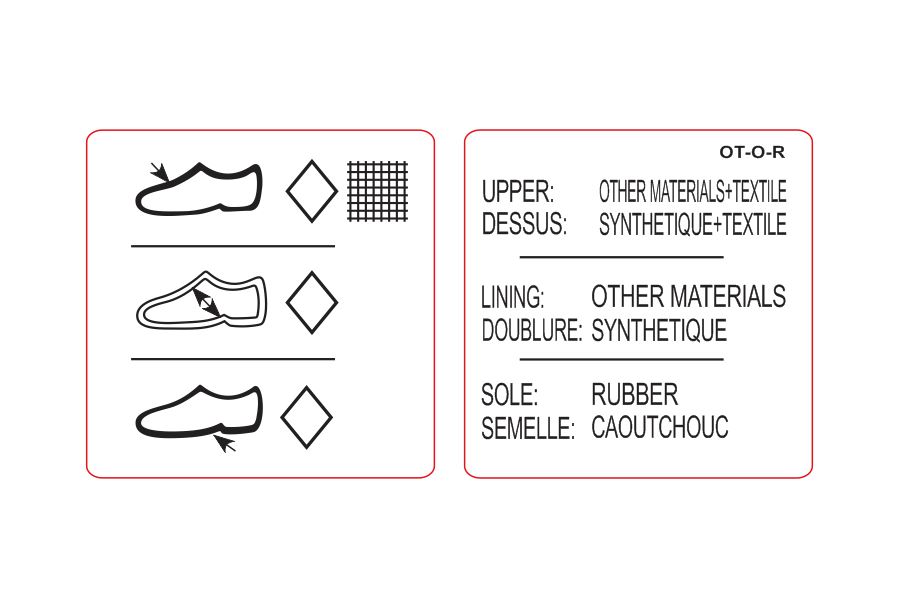 OT-O-R
UPPER: OTHER MATERIALS+TEXTILE
DESSUS: SYNTHETIQUE+TEXTILE
LINING: OTHER MATERIALS
DOUBLURE: SYNTHETIQUE
SOLE: RUBBER
SEMELLE: CAOUTCHOUC